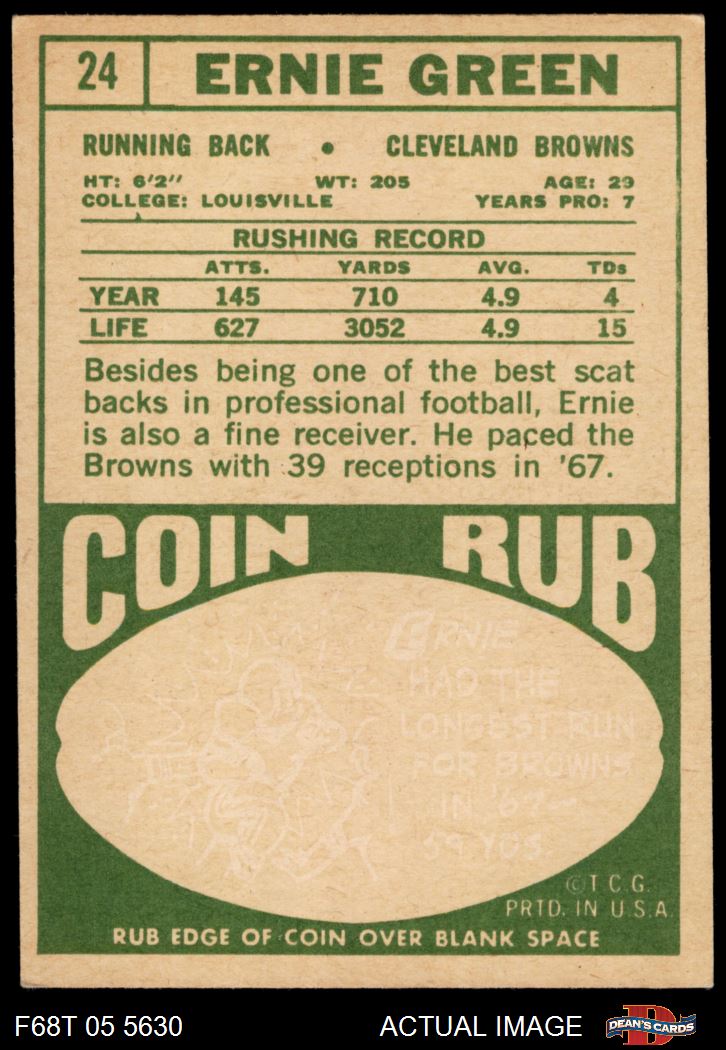 24 ERNIE GREEN
RUNNING BACK • CLEVELAND BROWNS
HT: 6'2" WT: 205 AGE: 29
COLLEGE: LOUISVILLE YEARS PRO: 7
RUSHING RECORD
ATTS. YARDS AVG. TDs
YEAR 145 710 4.9 4
LIFE 627 3052 4.9 15
Besides being one of the best scat
backs in professional football, Ernie
is also a fine receiver. He paced the
Browns with 39 receptions in '67.
COIN RUB
ERNIE
HAD THE
LONGEST RUN
FOR BROWNS
IN '67—
59 YDS.
©T.C.G.
PRTD. IN U.S.A.
RUB EDGE OF COIN OVER BLANK SPACE
F68T 05 5630 ACTUAL IMAGE DEAN'S CARDS